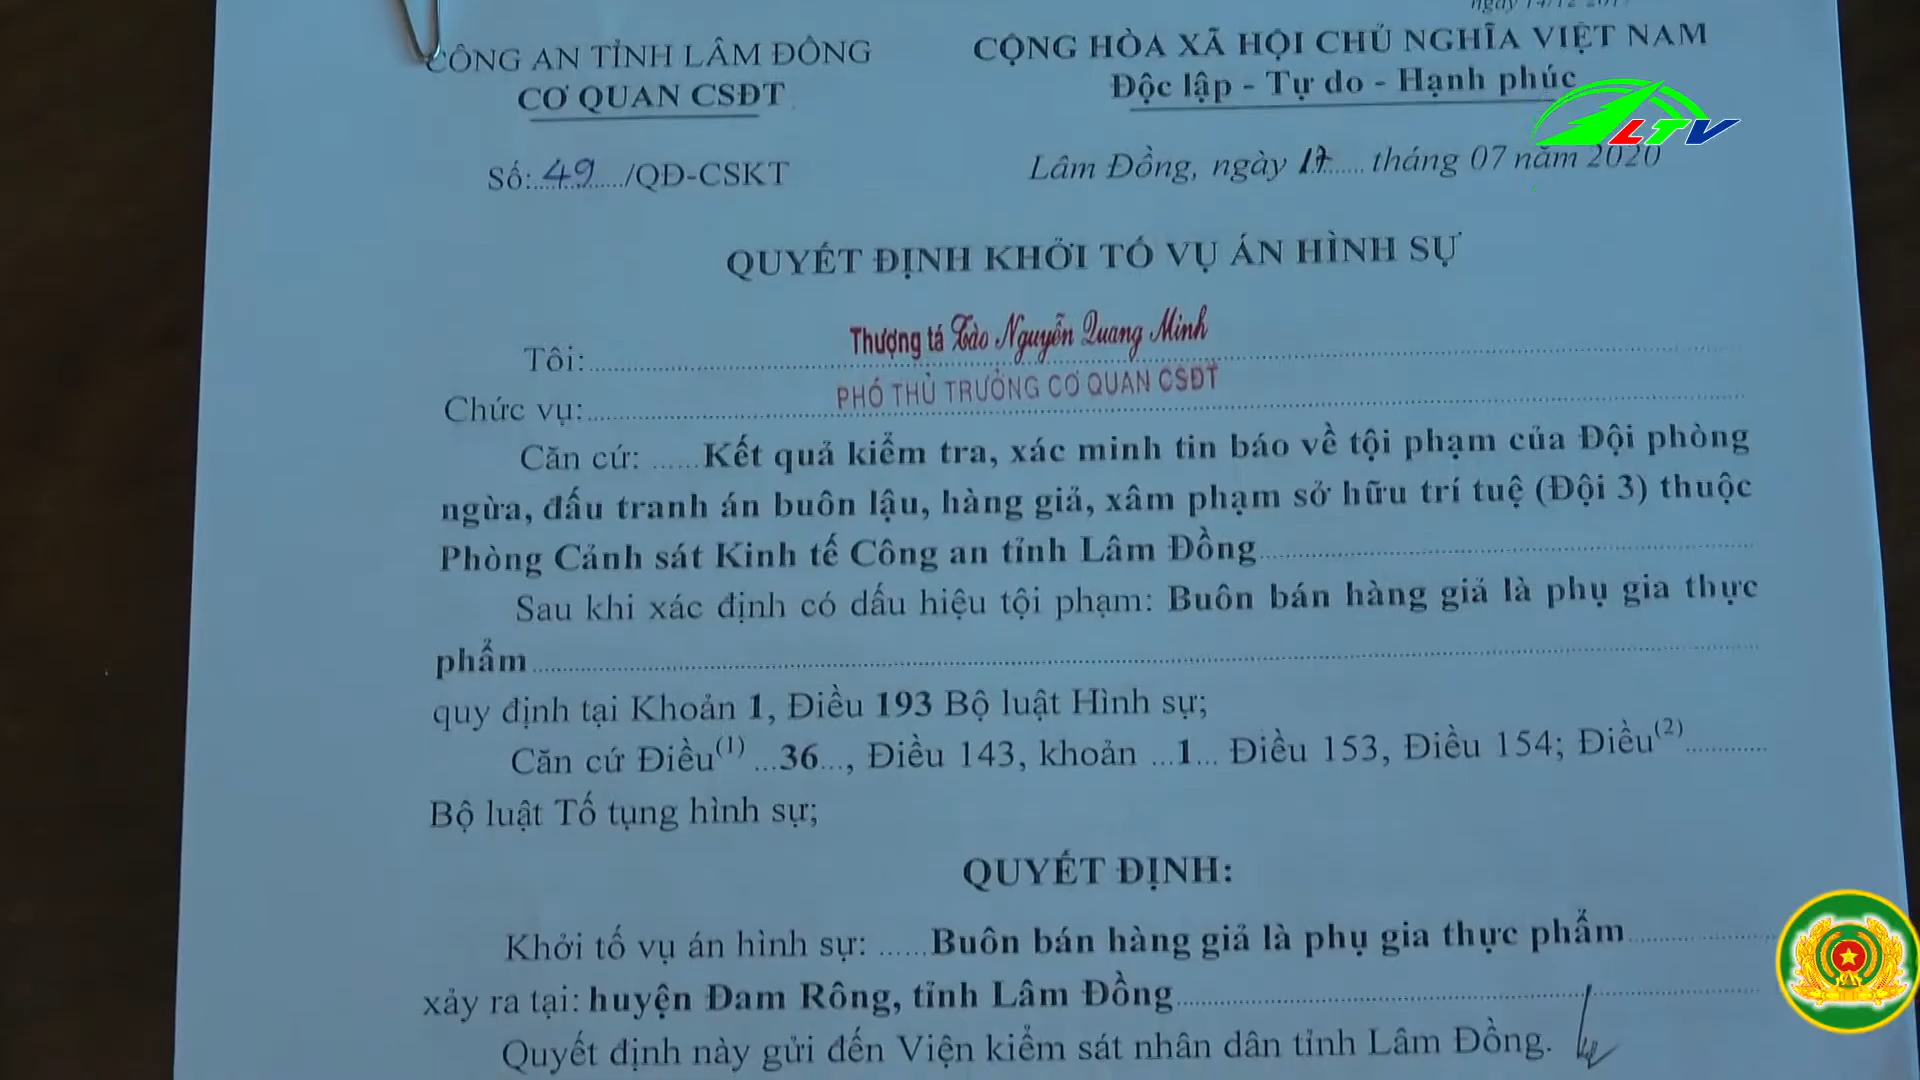 CÔNG AN TỈNH LÂM ĐỒNG
CƠ QUAN CSĐT
Số: 49 /QĐ-CSKT
CỘNG HÒA XÃ HỘI CHỦ NGHĨA VIỆT NAM
Độc lập - Tự do - Hạnh phúc
LTV
Lâm Đồng, ngày 17 tháng 07 năm 2020
QUYẾT ĐỊNH KHỞI TỐ VỤ ÁN HÌNH SỰ
Tôi: Thượng tá Tào Nguyễn Quang Minh
Chức vụ: PHÓ THỦ TRƯỞNG CƠ QUAN CSĐT
Căn cứ: ......Kết quả kiểm tra, xác minh tin báo về tội phạm của Đội phòng
ngừa, đấu tranh án buôn lậu, hàng giả, xâm phạm sở hữu trí tuệ (Đội 3) thuộc
Phòng Cảnh sát Kinh tế Công an tỉnh Lâm Đồng
Sau khi xác định có dấu hiệu tội phạm: Buôn bán hàng giả là phụ gia thực
phẩm
quy định tại Khoản 1, Điều 193 Bộ luật Hình sự;
Căn cứ Điều(1) ...36..., Điều 143, khoản ...1... Điều 153, Điều 154; Điều(2)
Bộ luật Tố tụng hình sự;
QUYẾT ĐỊNH:
Khởi tố vụ án hình sự: ......Buôn bán hàng giả là phụ gia thực phẩm
xảy ra tại: huyện Đam Rông, tỉnh Lâm Đồng
Quyết định này gửi đến Viện kiểm sát nhân dân tỉnh Lâm Đồng.